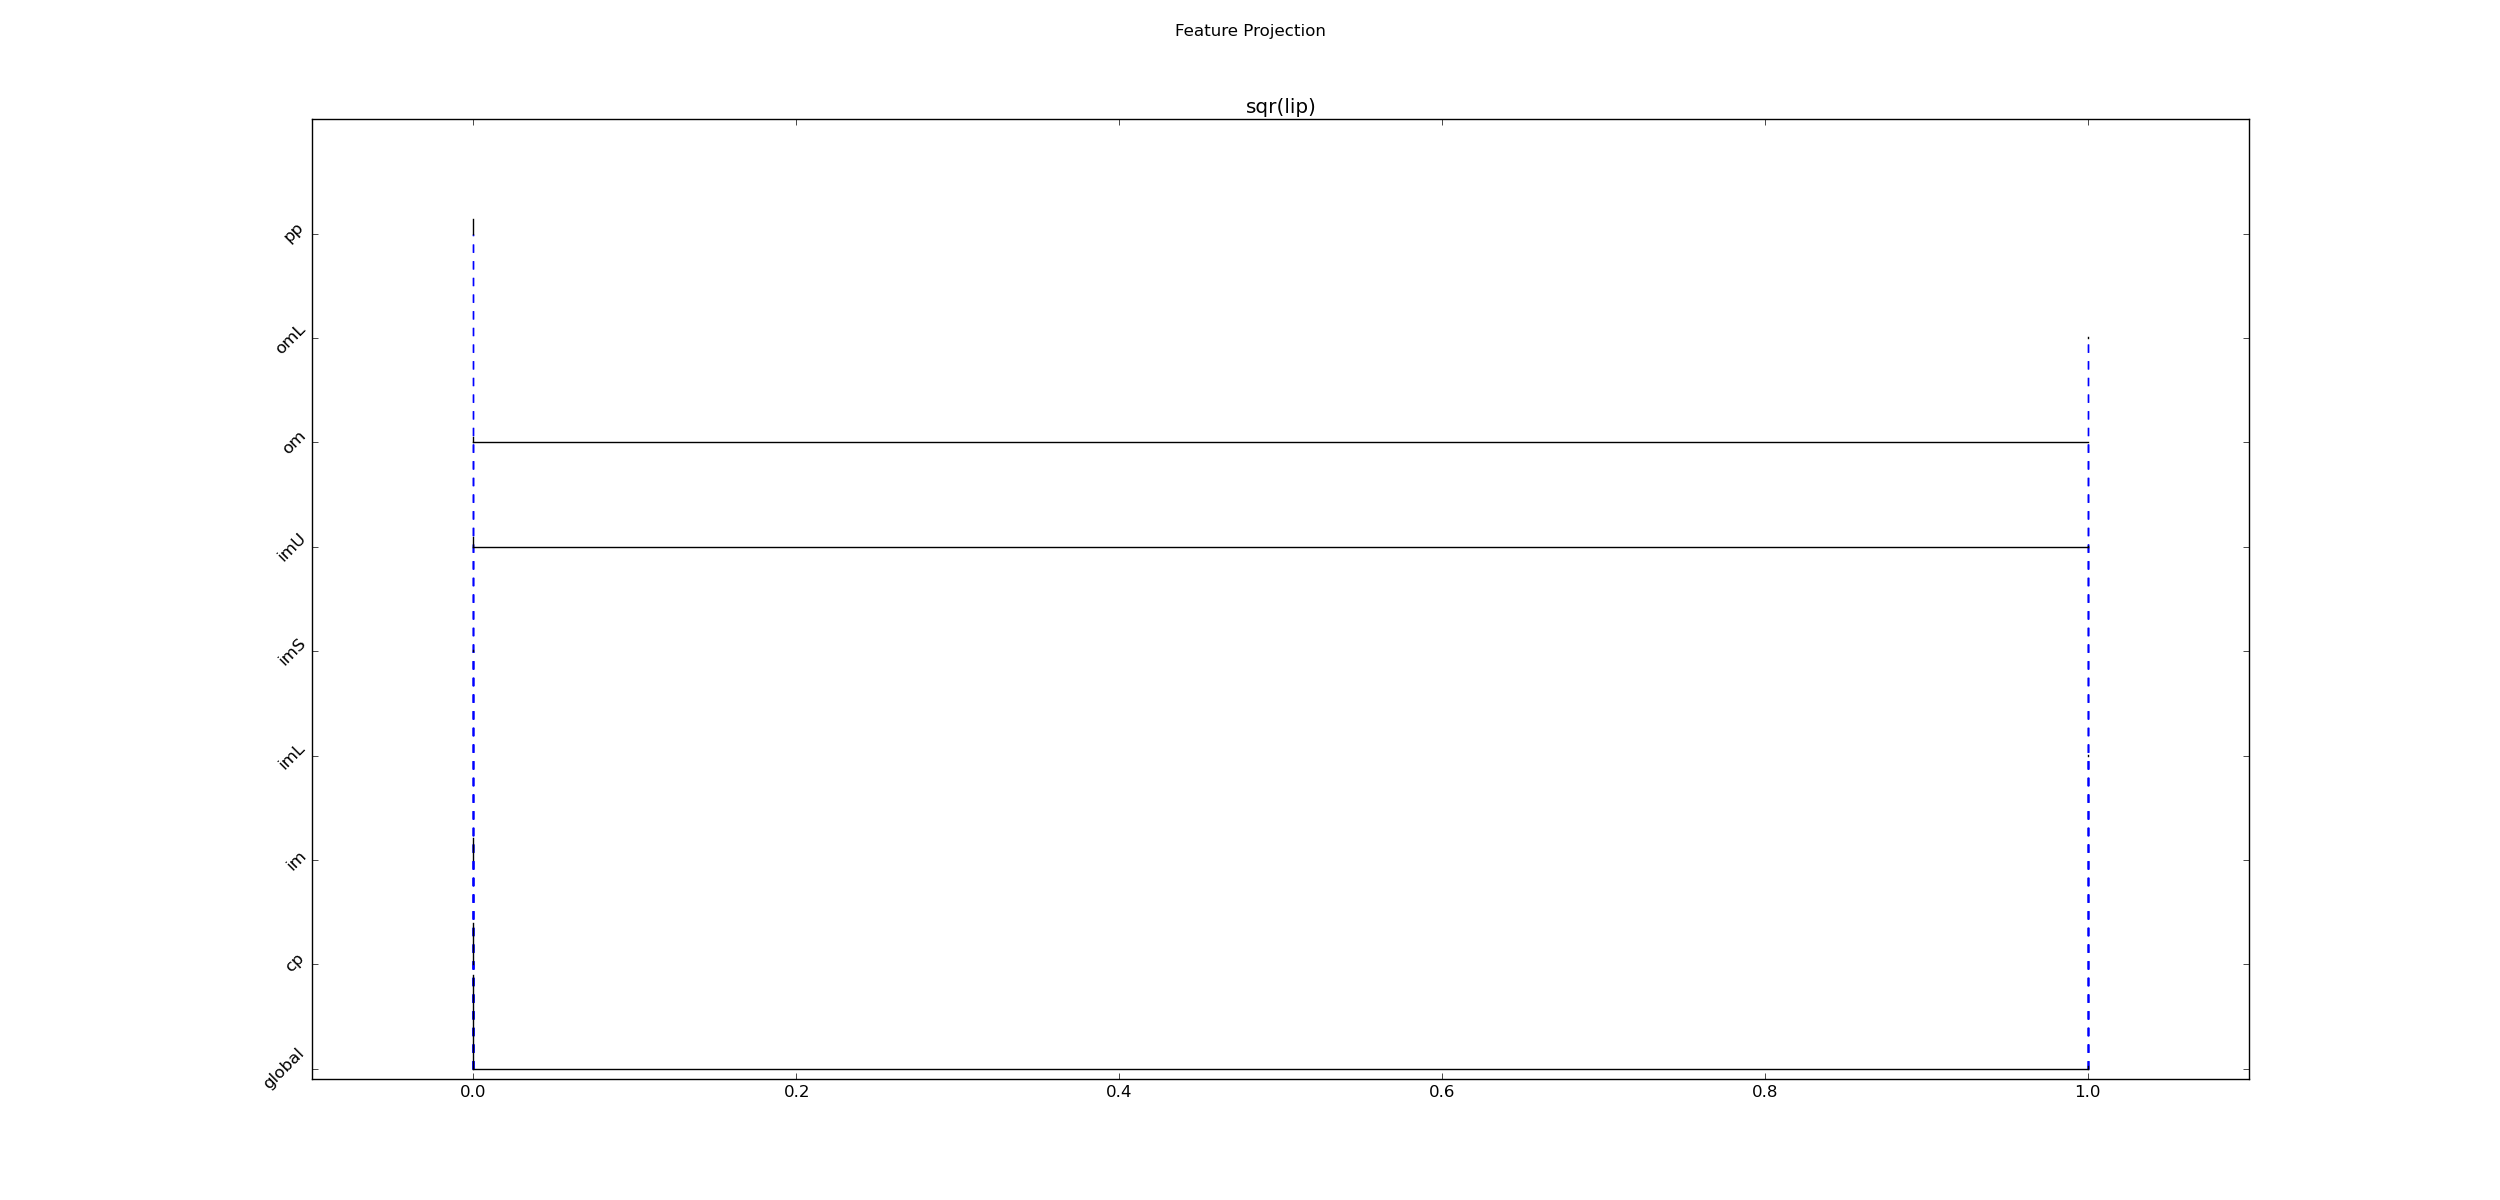 Feature Projection
sqr(lip)
pp
omL
om
imU
imS
imL
im
cp
global
0.0 0.2 0.4 0.6 0.8 1.0